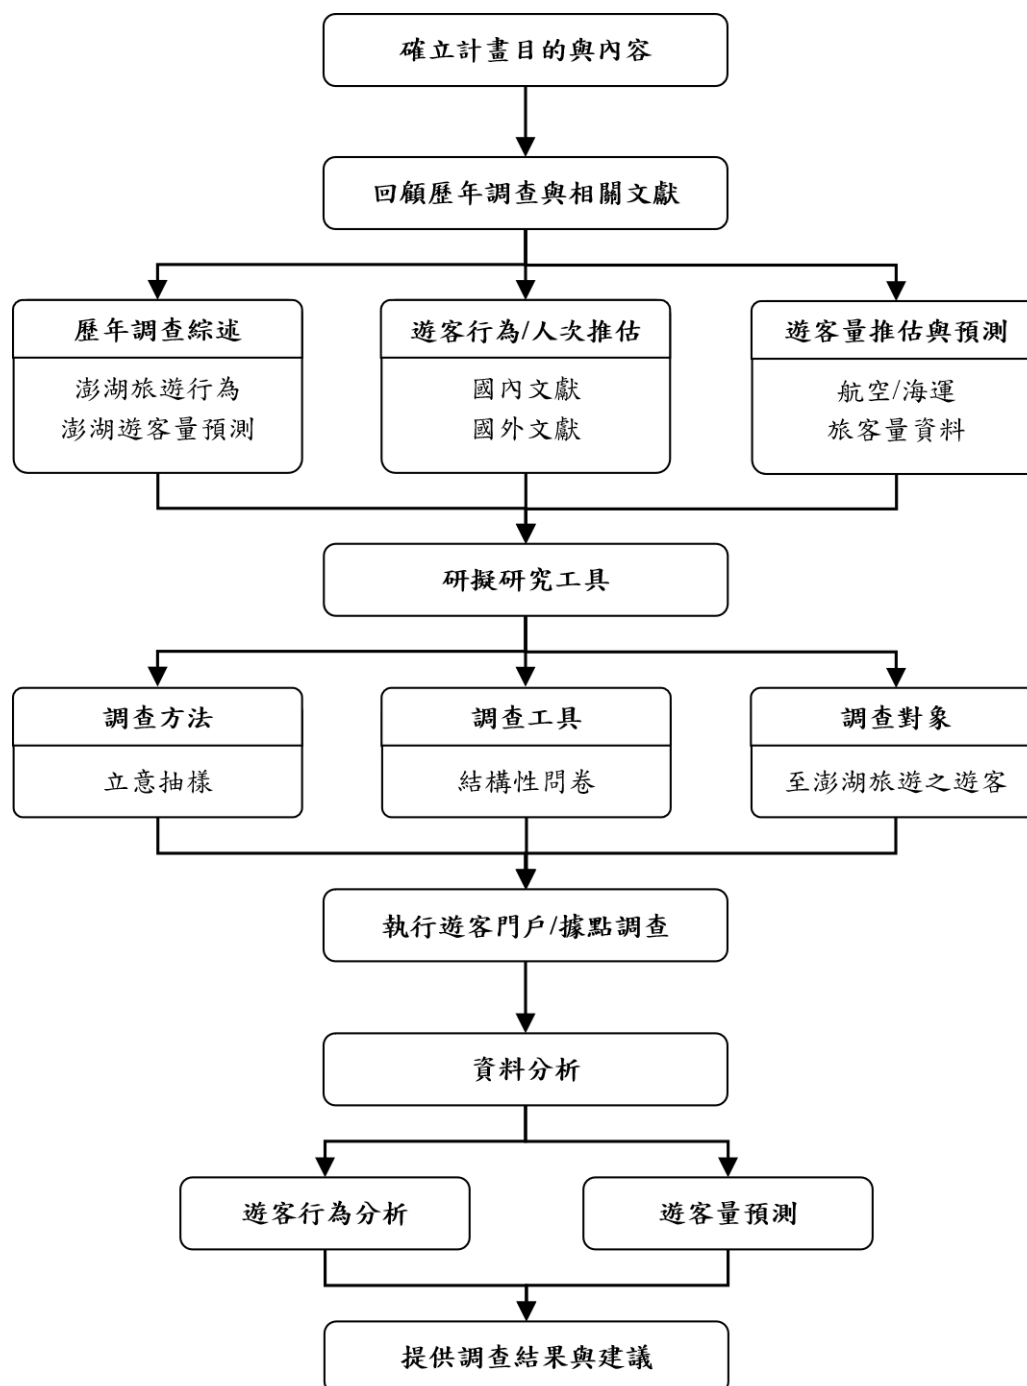 確立計畫目的與內容
回顧歷年調查與相關文獻
歷年調查綜述
澎湖旅遊行為
澎湖遊客量預測
遊客行為/人次推估
國內文獻
國外文獻
遊客量推估與預測
航空/海運
旅客量資料
研擬研究工具
調查方法
立意抽樣
調查工具
結構性問卷
調查對象
至澎湖旅遊之遊客
執行遊客門戶/據點調查
資料分析
遊客行為分析
遊客量預測
提供調查結果與建議